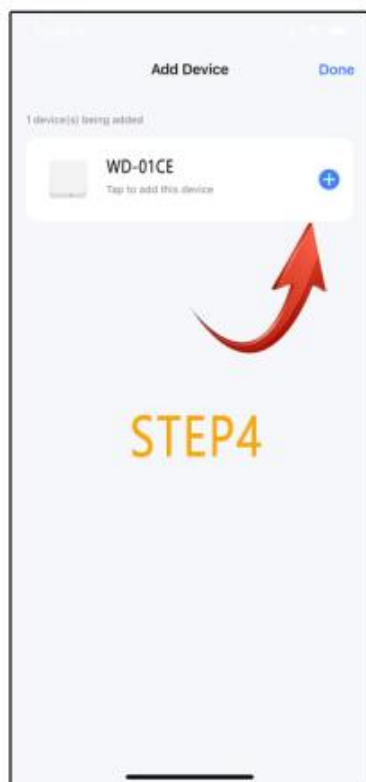 Add Device
Done
1 device(s) being added
WD-01CE
Tap to add this device
STEP4